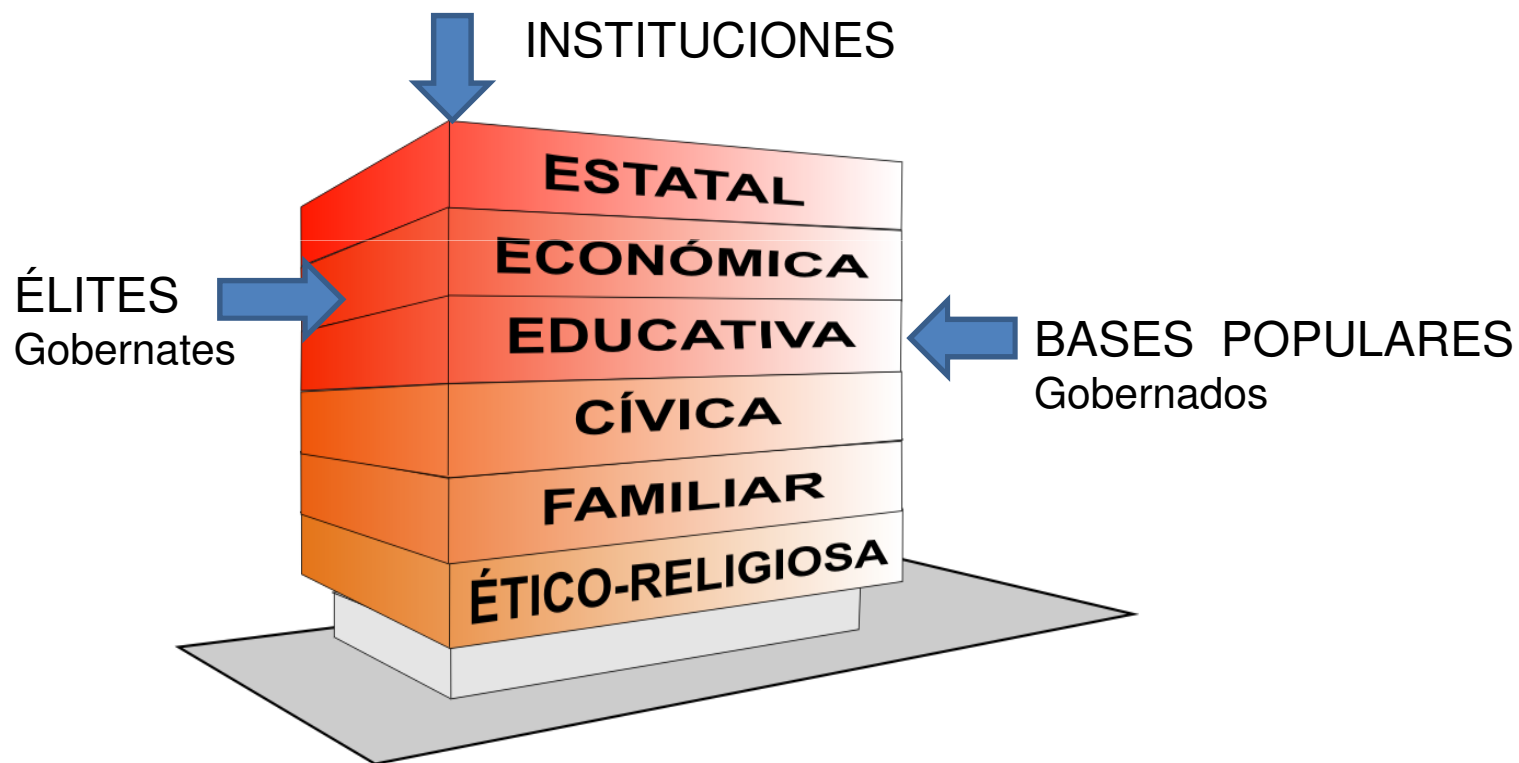 INSTITUCIONES
ESTATAL
ECONÓMICA
ÉLITES
Gobernates
EDUCATIVA
BASES POPULARES
Gobernados
CÍVICA
FAMILIAR
ÉTICO-RELIGIOSA